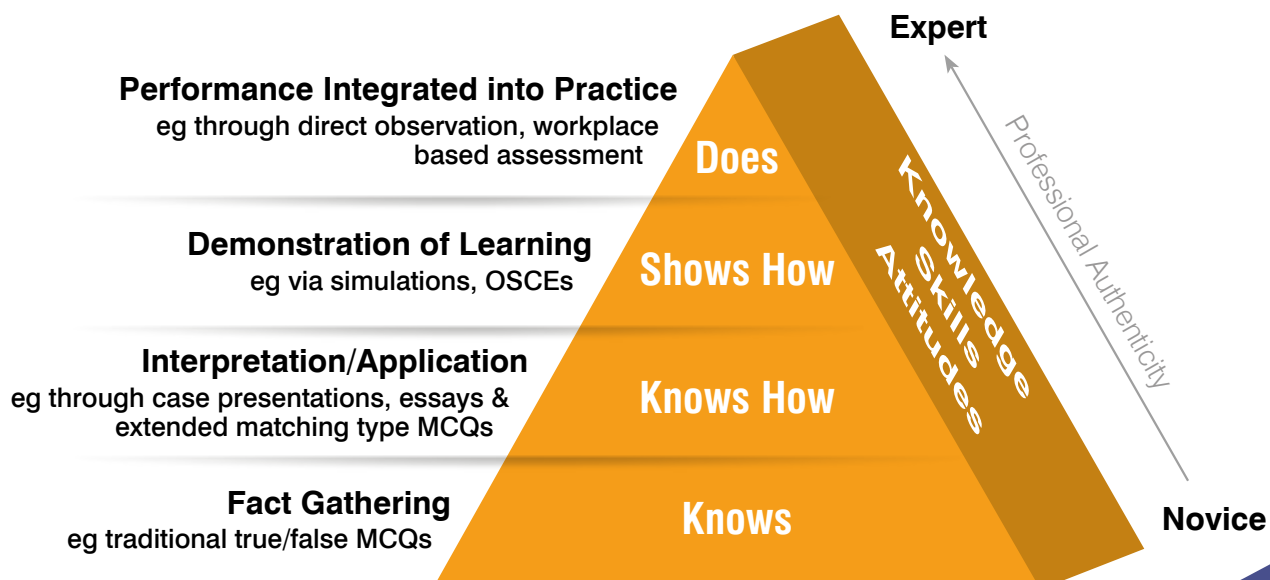 Expert
Performance Integrated into Practice
eg through direct observation, workplace
based assessment
Does
Demonstration of Learning
eg via simulations, OSCEs
Shows How
Interpretation/Application
eg through case presentations, essays &
extended matching type MCQs
Knows How
Fact Gathering
eg traditional true/false MCQs
Knows
Knowledge
Skills
Attitudes
Professional Authenticity
Novice